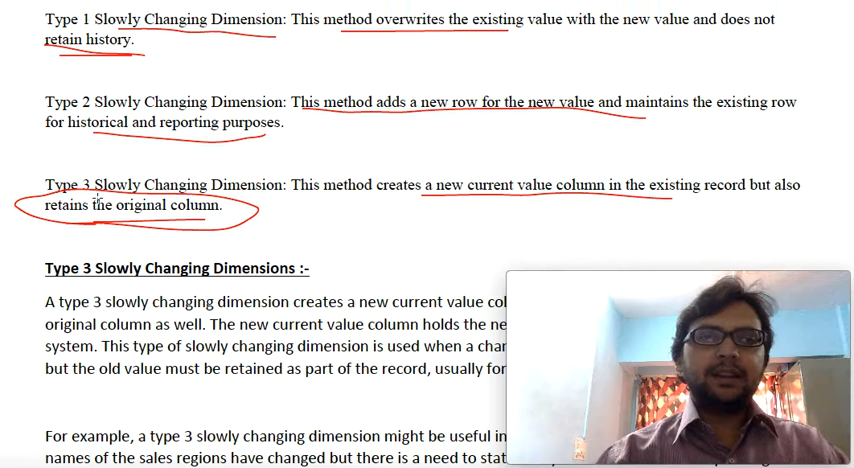 Type 1 Slowly Changing Dimension: This method overwrites the existing value with the new value and does not
retain history.
Type 2 Slowly Changing Dimension: This method adds a new row for the new value and maintains the existing row
for historical and reporting purposes.
Type 3 Slowly Changing Dimension: This method creates a new current value column in the existing record but also
retains the original column.
Type 3 Slowly Changing Dimensions :-
A type 3 slowly changing dimension creates a new current value
original column as well. The new current value column holds the
system. This type of slowly changing dimension is used when a
but the old value must be retained as part of the record, usually
For example, a type 3 slowly changing dimension might be useful in
names of the sales regions have changed but there is a need to